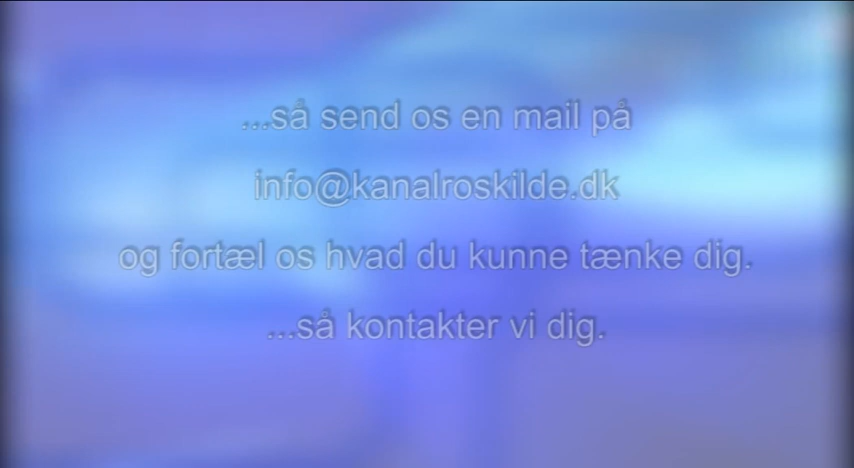 ...så send os en mail på
info@kanalroskilde.dk
og fortæl os hvad du kunne tænke dig.
...så kontakter vi dig.